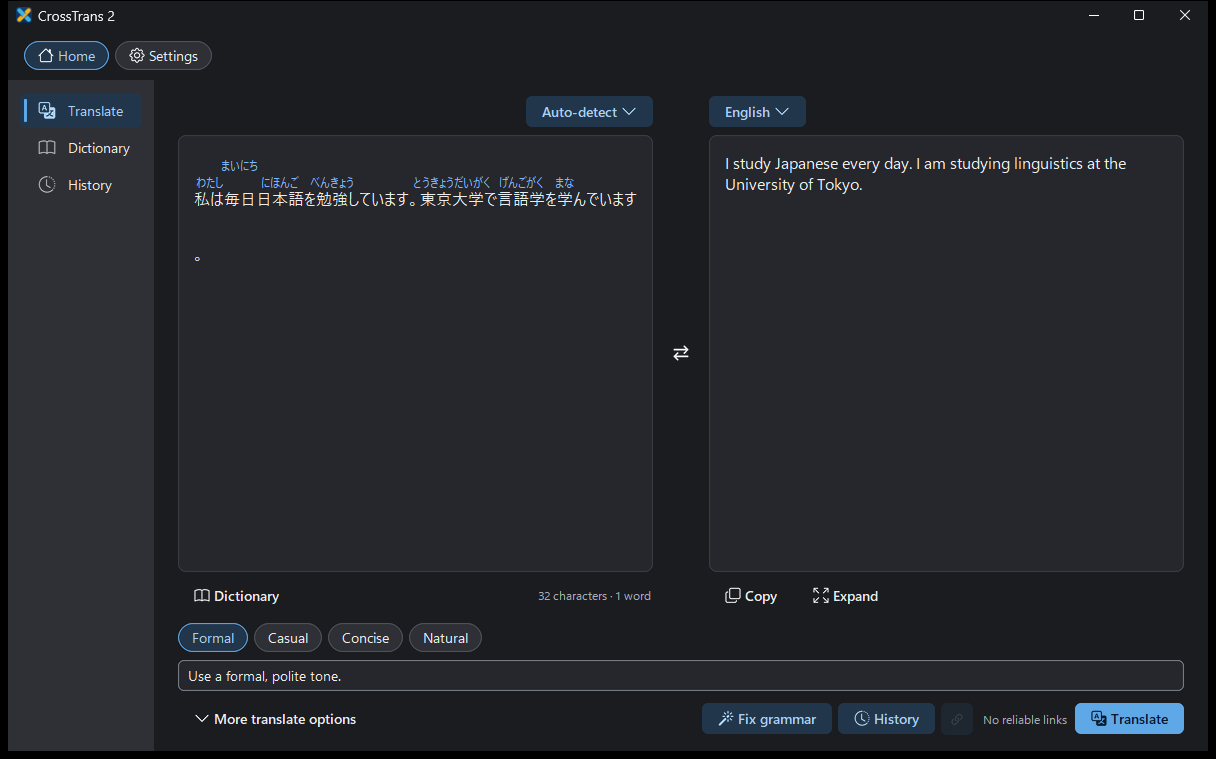 CrossTrans 2
Home
Settings
Translate
Dictionary
History
Auto-detect
English
まいにち
わたし にほんご べんきょう とうきょうだいがく げんごがく まな
私は毎日日本語を勉強しています。東京大学で言語学を学んでいます
。
I study Japanese every day. I am studying linguistics at the
University of Tokyo.
Dictionary
32 characters · 1 word
Copy
Expand
Formal
Casual
Concise
Natural
Use a formal, polite tone.
More translate options
Fix grammar
History
No reliable links
Translate